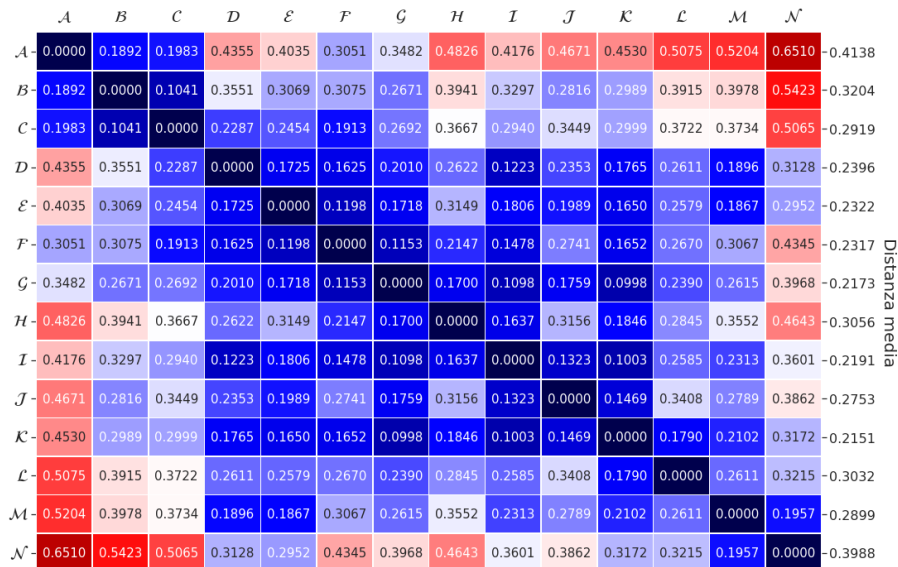 𝒜 ℬ 𝒞 𝒟 ℰ ℱ 𝒢 ℋ ℐ 𝒥 𝒦 ℒ ℳ 𝒩
𝒜 0.0000 0.1892 0.1983 0.4355 0.4035 0.3051 0.3482 0.4826 0.4176 0.4671 0.4530 0.5075 0.5204 0.6510 0.4138
ℬ 0.1892 0.0000 0.1041 0.3551 0.3069 0.3075 0.2671 0.3941 0.3297 0.2816 0.2989 0.3915 0.3978 0.5423 0.3204
𝒞 0.1983 0.1041 0.0000 0.2287 0.2454 0.1913 0.2692 0.3667 0.2940 0.3449 0.2999 0.3722 0.3734 0.5065 0.2919
𝒟 0.4355 0.3551 0.2287 0.0000 0.1725 0.1625 0.2010 0.2622 0.1223 0.2353 0.1765 0.2611 0.1896 0.3128 0.2396
ℰ 0.4035 0.3069 0.2454 0.1725 0.0000 0.1198 0.1718 0.3149 0.1806 0.1989 0.1650 0.2579 0.1867 0.2952 0.2322
ℱ 0.3051 0.3075 0.1913 0.1625 0.1198 0.0000 0.1153 0.2147 0.1478 0.2741 0.1652 0.2670 0.3067 0.4345 0.2317
𝒢 0.3482 0.2671 0.2692 0.2010 0.1718 0.1153 0.0000 0.1700 0.1098 0.1759 0.0998 0.2390 0.2615 0.3968 0.2173
ℋ 0.4826 0.3941 0.3667 0.2622 0.3149 0.2147 0.1700 0.0000 0.1637 0.3156 0.1846 0.2845 0.3552 0.4643 0.3056
ℐ 0.4176 0.3297 0.2940 0.1223 0.1806 0.1478 0.1098 0.1637 0.0000 0.1323 0.1003 0.2585 0.2313 0.3601 0.2191
𝒥 0.4671 0.2816 0.3449 0.2353 0.1989 0.2741 0.1759 0.3156 0.1323 0.0000 0.1469 0.3408 0.2789 0.3862 0.2753
𝒦 0.4530 0.2989 0.2999 0.1765 0.1650 0.1652 0.0998 0.1846 0.1003 0.1469 0.0000 0.1790 0.2102 0.3172 0.2151
ℒ 0.5075 0.3915 0.3722 0.2611 0.2579 0.2670 0.2390 0.2845 0.2585 0.3408 0.1790 0.0000 0.2611 0.3215 0.3032
ℳ 0.5204 0.3978 0.3734 0.1896 0.1867 0.3067 0.2615 0.3552 0.2313 0.2789 0.2102 0.2611 0.0000 0.1957 0.2899
𝒩 0.6510 0.5423 0.5065 0.3128 0.2952 0.4345 0.3968 0.4643 0.3601 0.3862 0.3172 0.3215 0.1957 0.0000 0.3988
Distanza media